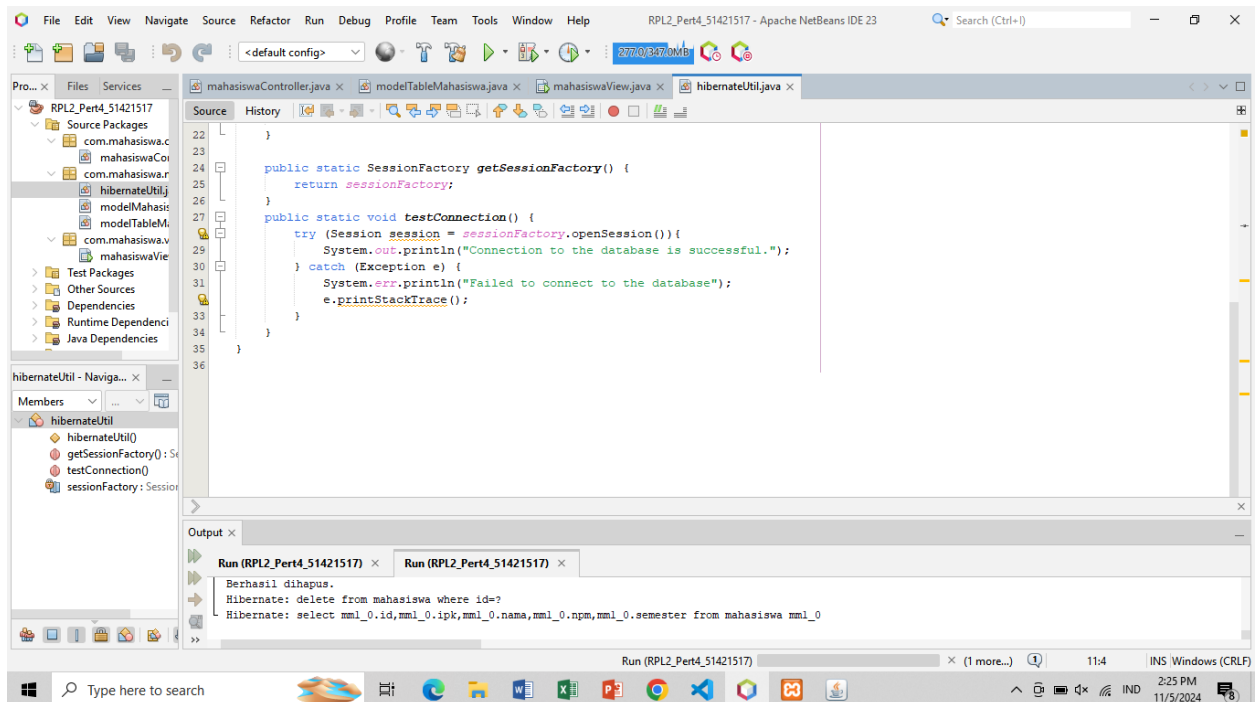 File Edit View Navigate Source Refactor Run Debug Profile Team Tools Window Help RPL2_Pert4_51421517 - Apache NetBeans IDE 23 Search (Ctrl+I)
<default config> 277.0/347.0MB
Pro... Files Services mahasiswaController.java modelTableMahasiswa.java mahasiswaView.java hibernateUtil.java
RPL2_Pert4_51421517
Source Packages
com.mahasiswa.c
mahasiswaCor
com.mahasiswa.r
hibernateUtil.j
modelMahasis
modelTableMa
com.mahasiswa.v
mahasiswaVie
Test Packages
Other Sources
Dependencies
Runtime Dependenci
Java Dependencies
Source History
22 }
23
24 public static SessionFactory getSessionFactory() {
25 return sessionFactory;
26 }
27 public static void testConnection() {
try (Session session = sessionFactory.openSession()){
29 System.out.println("Connection to the database is successful.");
30 } catch (Exception e) {
31 System.err.println("Failed to connect to the database");
e.printStackTrace();
33 }
34 }
35 }
36
hibernateUtil - Naviga...
Members ...
hibernateUtil
hibernateUtil()
getSessionFactory() : Se
testConnection()
sessionFactory : Session
Output
Run (RPL2_Pert4_51421517) Run (RPL2_Pert4_51421517)
Berhasil dihapus.
Hibernate: delete from mahasiswa where id=?
Hibernate: select mm1_0.id,mm1_0.ipk,mm1_0.nama,mm1_0.npm,mm1_0.semester from mahasiswa mm1_0
Run (RPL2_Pert4_51421517) (1 more...) 1 11:4 INS Windows (CRLF)
Type here to search IND 2:25 PM
11/5/2024 8